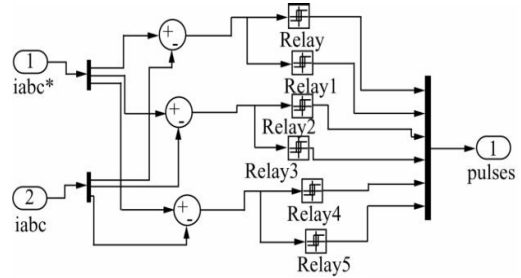 1
iabc*
2
iabc
+
-
Relay
Relay1
+
-
Relay2
Relay3
+
-
Relay4
Relay5
1
pulses